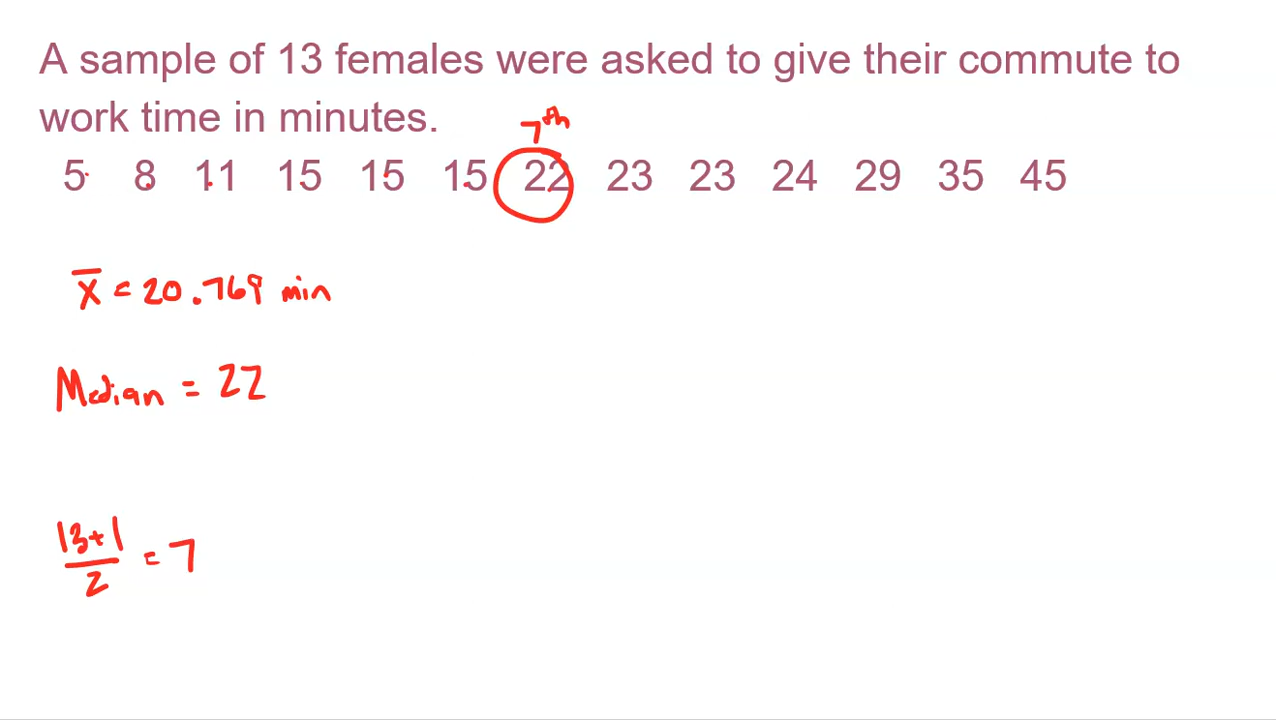 A sample of 13 females were asked to give their commute to
work time in minutes.
7th
5 8 11 15 15 15 22 23 23 24 29 35 45
x̄ = 20.769 min
Median = 22
13+1
2
= 7